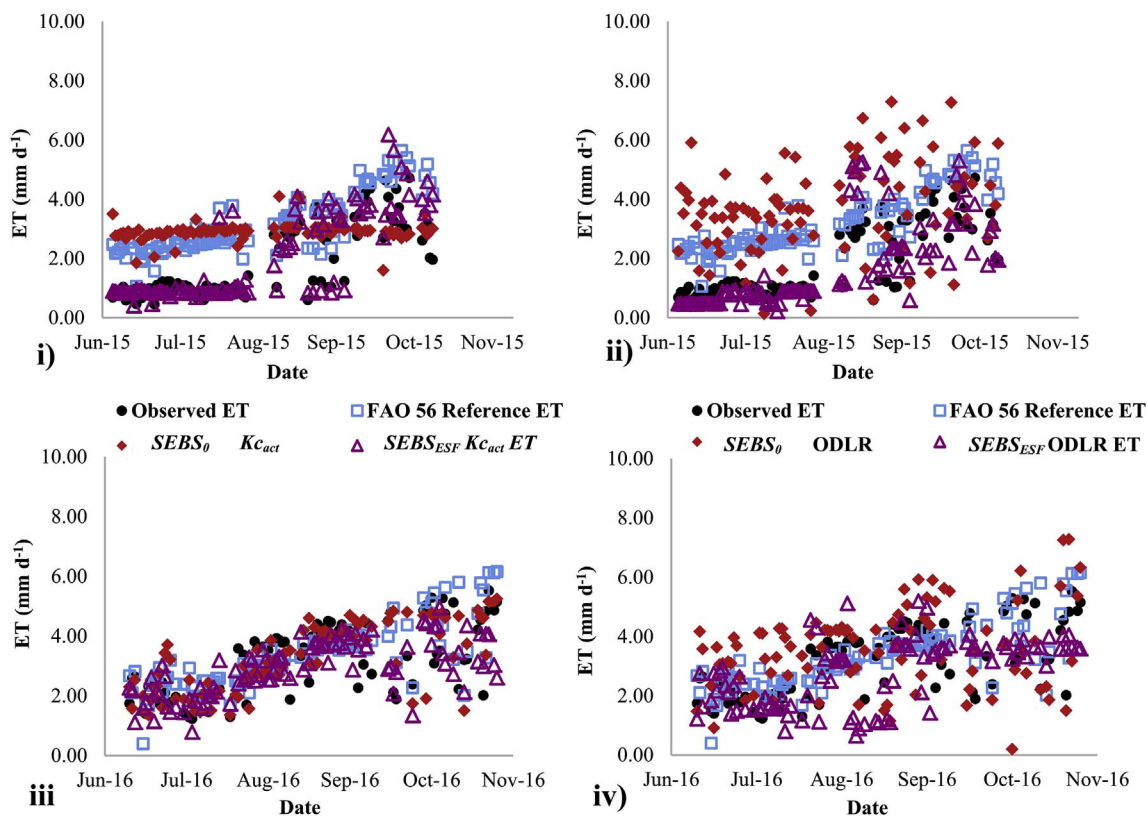 10.00
8.00
6.00
4.00
2.00
0.00
ET (mm d-1)
Jun-15 Jul-15 Aug-15 Sep-15 Oct-15 Nov-15
i)
Date
10.00
8.00
6.00
4.00
2.00
0.00
ET (mm d-1)
Jun-15 Jul-15 Aug-15 Sep-15 Oct-15 Nov-15
ii)
Date
Observed ET FAO 56 Reference ET
SEBS0 Kcact SEBSESF Kcact ET
Observed ET FAO 56 Reference ET
SEBS0 ODLR SEBSESF ODLR ET
10.00
8.00
6.00
4.00
2.00
0.00
ET (mm d-1)
Jun-16 Jul-16 Aug-16 Sep-16 Oct-16 Nov-16
iii
Date
10.00
8.00
6.00
4.00
2.00
0.00
ET (mm d-1)
Jun-16 Jul-16 Aug-16 Sep-16 Oct-16 Nov-16
iv)
Date